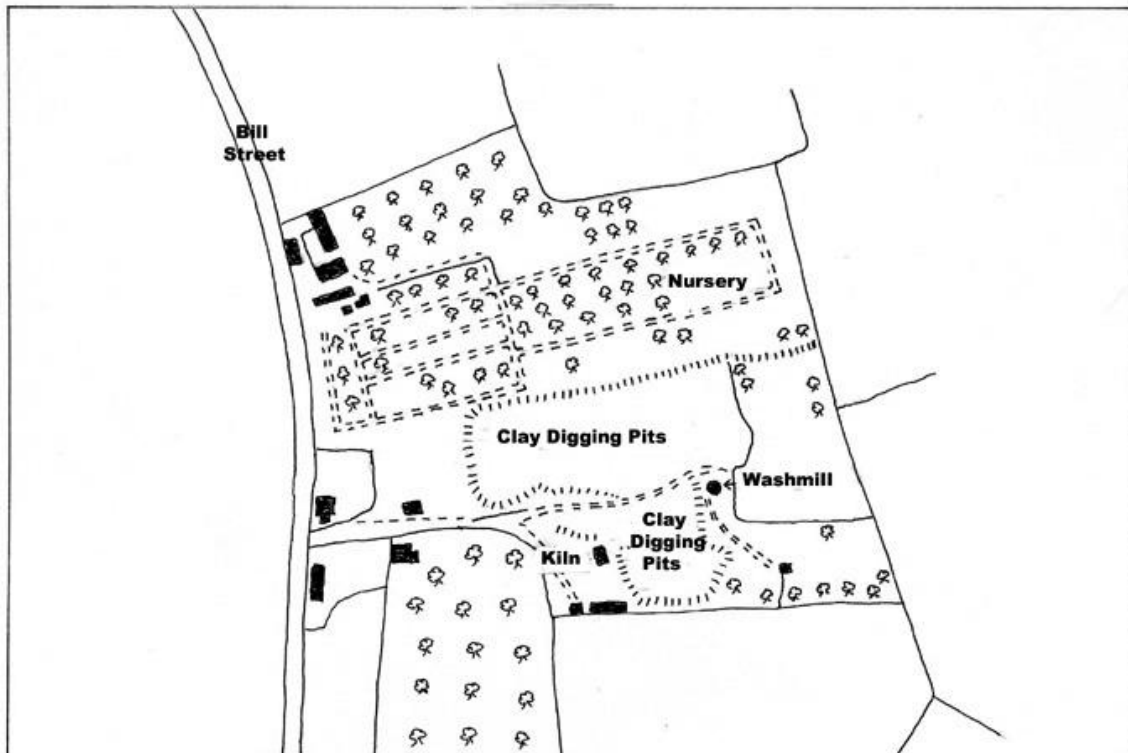 Bill
Street
Nursery
Clay Digging Pits
Washmill
Clay
Digging
Pits
Kiln